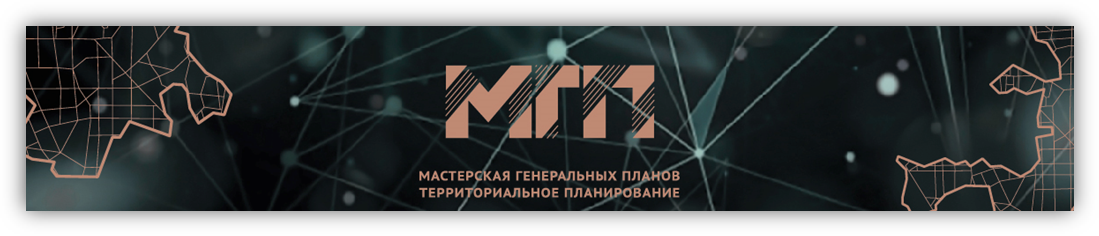 МГП
МАСТЕРСКАЯ ГЕНЕРАЛЬНЫХ ПЛАНОВ
ТЕРРИТОРИАЛЬНОЕ ПЛАНИРОВАНИЕ